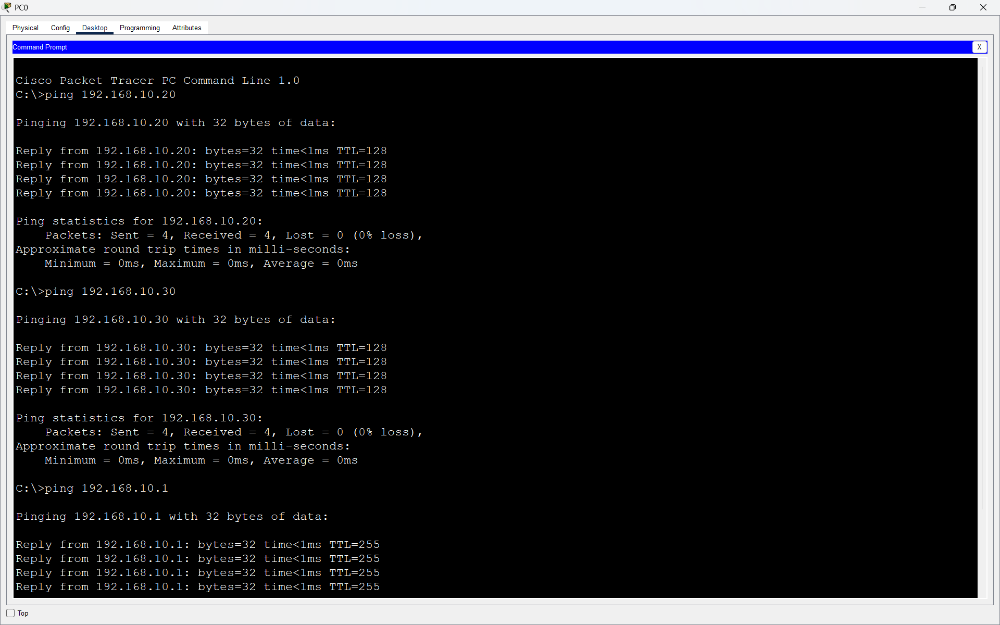 PC0
Physical Config Desktop Programming Attributes
Command Prompt X
Cisco Packet Tracer PC Command Line 1.0
C:\>ping 192.168.10.20
Pinging 192.168.10.20 with 32 bytes of data:
Reply from 192.168.10.20: bytes=32 time<1ms TTL=128
Reply from 192.168.10.20: bytes=32 time<1ms TTL=128
Reply from 192.168.10.20: bytes=32 time<1ms TTL=128
Reply from 192.168.10.20: bytes=32 time<1ms TTL=128
Ping statistics for 192.168.10.20:
    Packets: Sent = 4, Received = 4, Lost = 0 (0% loss),
Approximate round trip times in milli-seconds:
    Minimum = 0ms, Maximum = 0ms, Average = 0ms
C:\>ping 192.168.10.30
Pinging 192.168.10.30 with 32 bytes of data:
Reply from 192.168.10.30: bytes=32 time<1ms TTL=128
Reply from 192.168.10.30: bytes=32 time<1ms TTL=128
Reply from 192.168.10.30: bytes=32 time<1ms TTL=128
Reply from 192.168.10.30: bytes=32 time<1ms TTL=128
Ping statistics for 192.168.10.30:
    Packets: Sent = 4, Received = 4, Lost = 0 (0% loss),
Approximate round trip times in milli-seconds:
    Minimum = 0ms, Maximum = 0ms, Average = 0ms
C:\>ping 192.168.10.1
Pinging 192.168.10.1 with 32 bytes of data:
Reply from 192.168.10.1: bytes=32 time<1ms TTL=255
Reply from 192.168.10.1: bytes=32 time<1ms TTL=255
Reply from 192.168.10.1: bytes=32 time<1ms TTL=255
Reply from 192.168.10.1: bytes=32 time<1ms TTL=255
Top